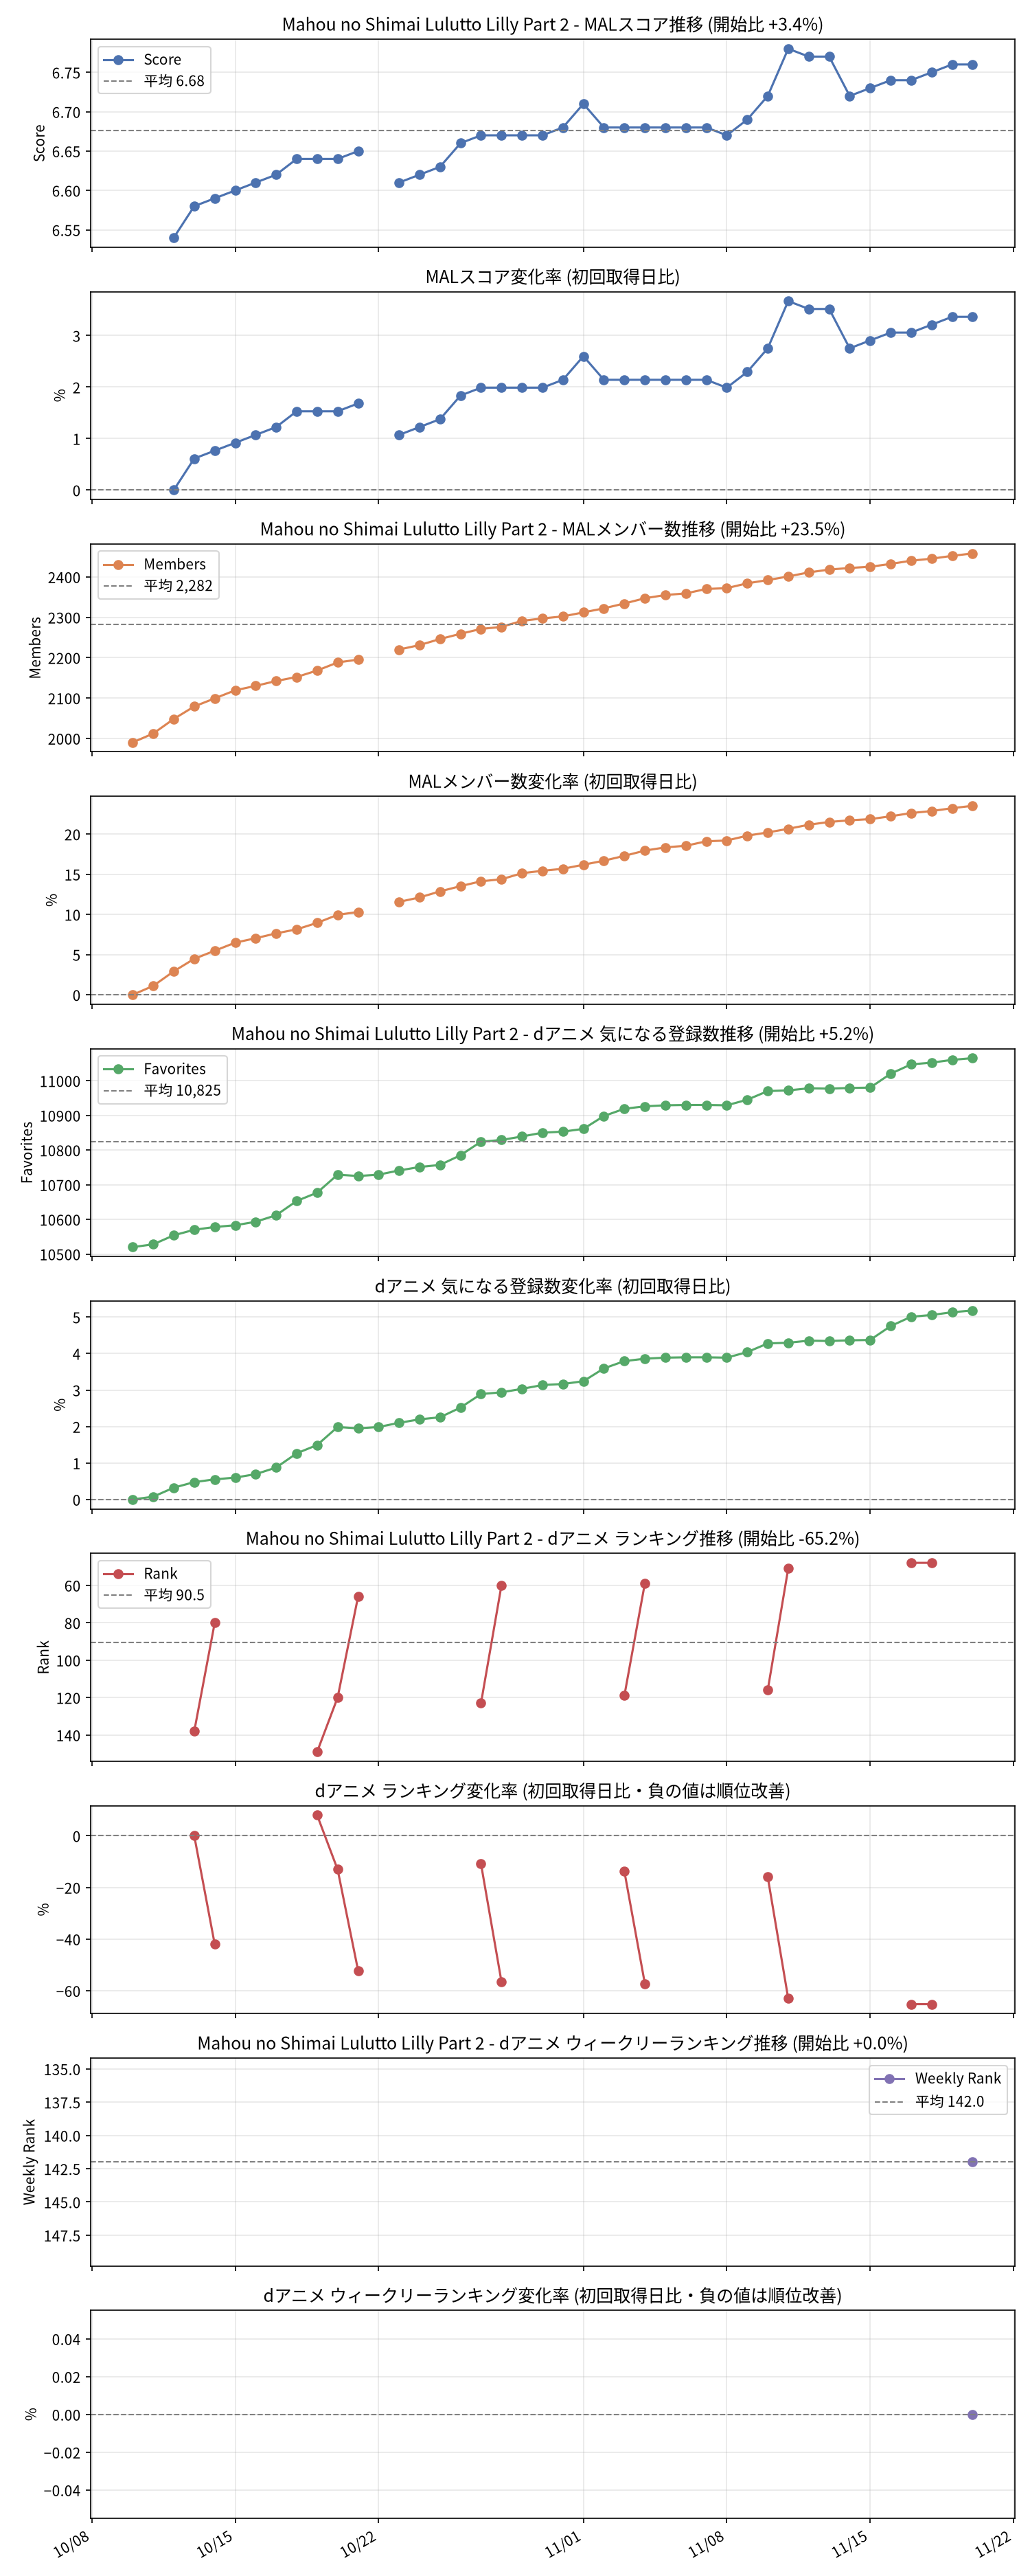 Mahou no Shimai Lulutto Lilly Part 2 - MALスコア推移 (開始比 +3.4%)
Score
平均 6.68
6.75
6.70
6.65
6.60
6.55
Score
MALスコア変化率 (初回取得日比)
3
2
1
0
%
Mahou no Shimai Lulutto Lilly Part 2 - MALメンバー数推移 (開始比 +23.5%)
Members
平均 2,282
2400
2300
2200
2100
2000
Members
MALメンバー数変化率 (初回取得日比)
20
15
10
5
0
%
Mahou no Shimai Lulutto Lilly Part 2 - dアニメ 気になる登録数推移 (開始比 +5.2%)
Favorites
平均 10,825
11000
10900
10800
10700
10600
10500
Favorites
dアニメ 気になる登録数変化率 (初回取得日比)
5
4
3
2
1
0
%
Mahou no Shimai Lulutto Lilly Part 2 - dアニメ ランキング推移 (開始比 -65.2%)
Rank
平均 90.5
60
80
100
120
140
Rank
dアニメ ランキング変化率 (初回取得日比・負の値は順位改善)
0
−20
−40
−60
%
Mahou no Shimai Lulutto Lilly Part 2 - dアニメ ウィークリーランキング推移 (開始比 +0.0%)
Weekly Rank
平均 142.0
135.0
137.5
140.0
142.5
145.0
147.5
Weekly Rank
dアニメ ウィークリーランキング変化率 (初回取得日比・負の値は順位改善)
0.04
0.02
0.00
−0.02
−0.04
%
10/08
10/15
10/22
11/01
11/08
11/15
11/22